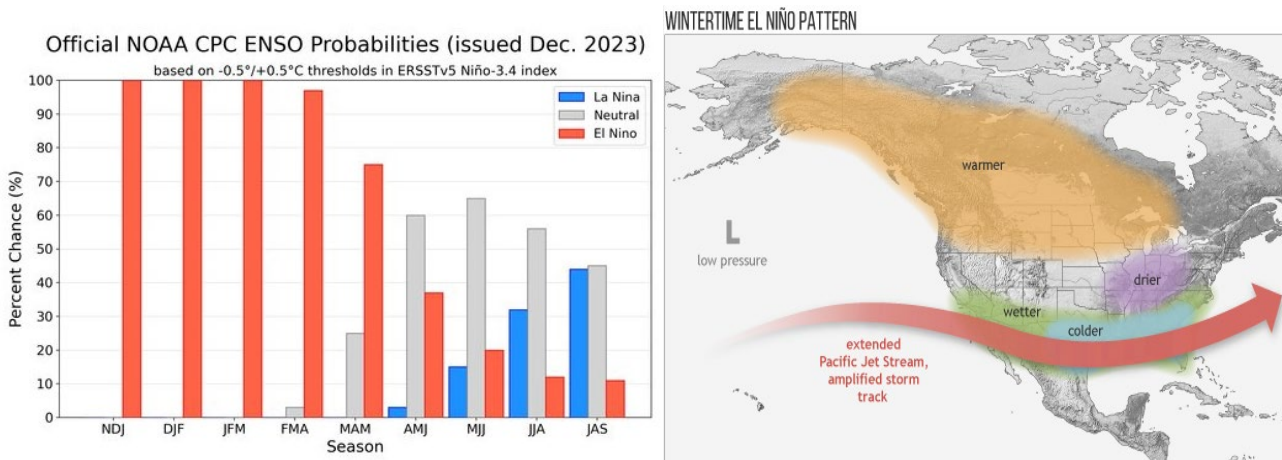 Official NOAA CPC ENSO Probabilities (issued Dec. 2023)
based on -0.5°/+0.5°C thresholds in ERSSTv5 Niño-3.4 index
Percent Chance (%)
100
90
80
70
60
50
40
30
20
10
0
La Nina
Neutral
El Nino
NDJ DJF JFM FMA MAM AMJ MJJ JJA JAS
Season
WINTERTIME EL NIÑO PATTERN
warmer
L
low pressure
drier
wetter
colder
extended
Pacific Jet Stream,
amplified storm
track